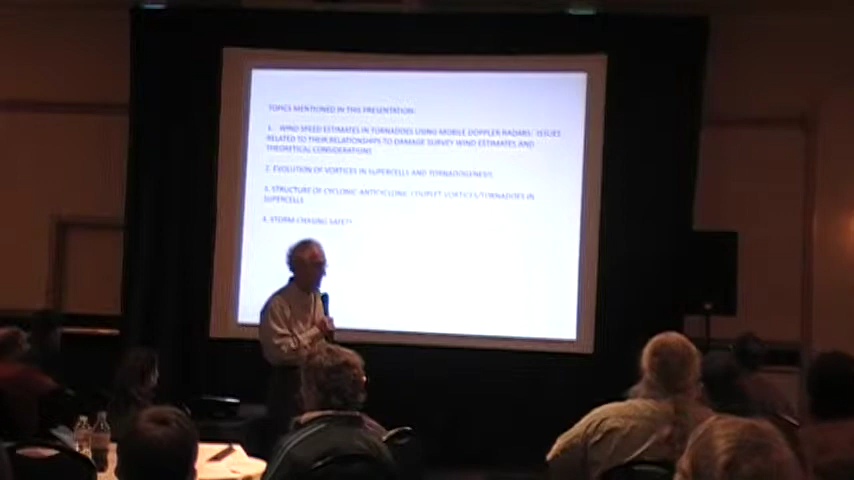 TOPICS MENTIONED IN THIS PRESENTATION:
1. WIND SPEED ESTIMATES IN TORNADOES USING MOBILE DOPPLER RADARS: ISSUES
RELATED TO THEIR RELATIONSHIPS TO DAMAGE SURVEY WIND ESTIMATES AND
THEORETICAL CONSIDERATIONS
2. EVOLUTION OF VORTICES IN SUPERCELLS AND TORNADOGENESIS
3. STRUCTURE OF CYCLONIC-ANTICYCLONIC COUPLET VORTICES/TORNADOES IN
SUPERCELLS
4. STORM-CHASING SAFETY